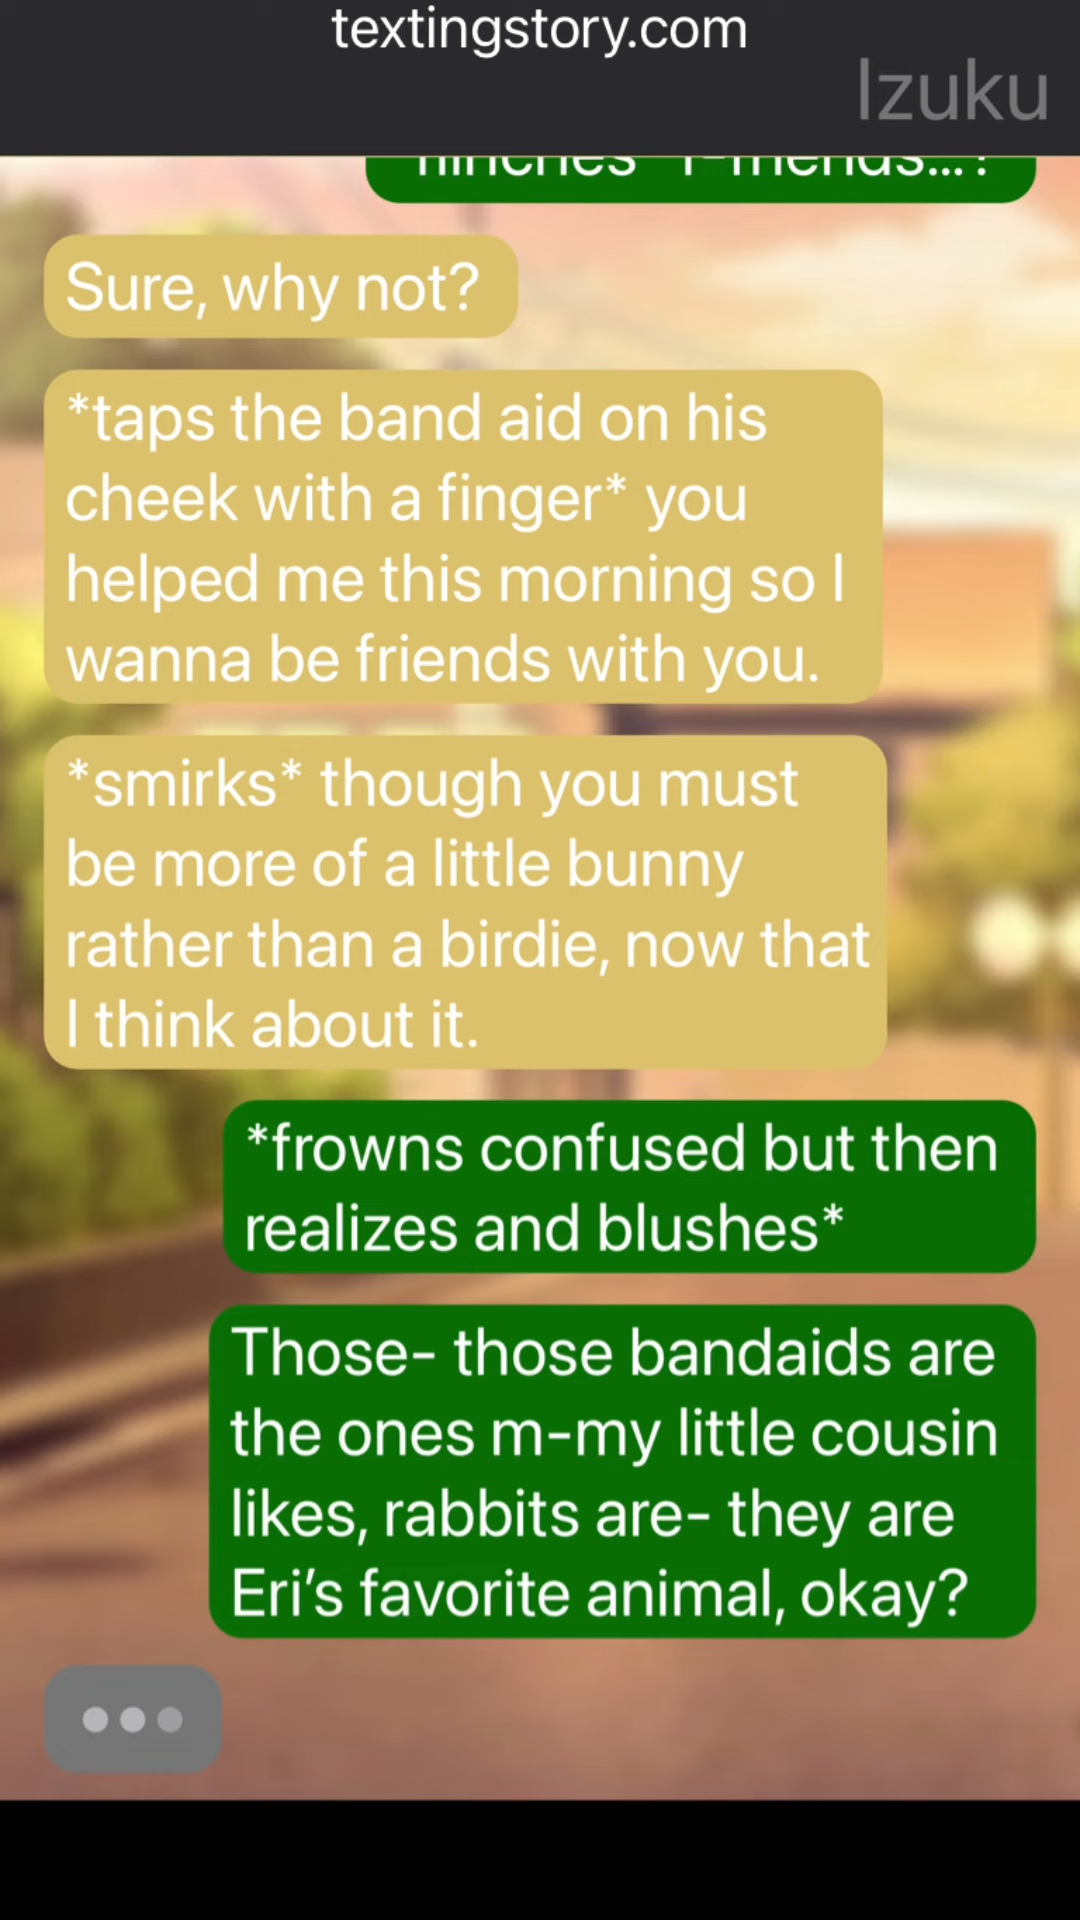 textingstory.com
Izuku
Sure, why not?
*taps the band aid on his
cheek with a finger* you
helped me this morning so I
wanna be friends with you.
*smirks* though you must
be more of a little bunny
rather than a birdie, now that
I think about it.
*frowns confused but then
realizes and blushes*
Those- those bandaids are
the ones m-my little cousin
likes, rabbits are- they are
Eri’s favorite animal, okay?